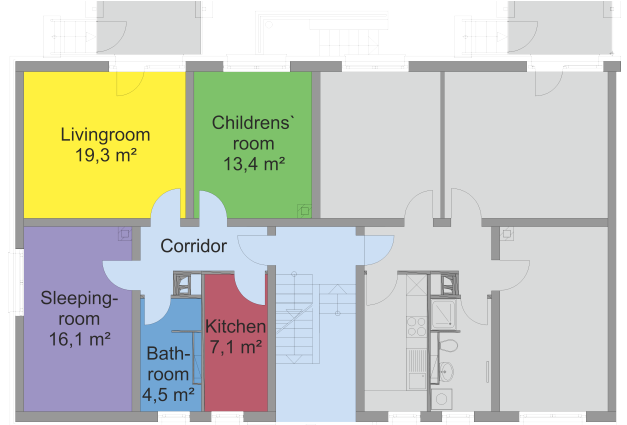 Livingroom
19,3 m²
Childrens`
room
13,4 m²
Corridor
Sleeping-
room
16,1 m²
Kitchen
7,1 m²
Bath-
room
4,5 m²